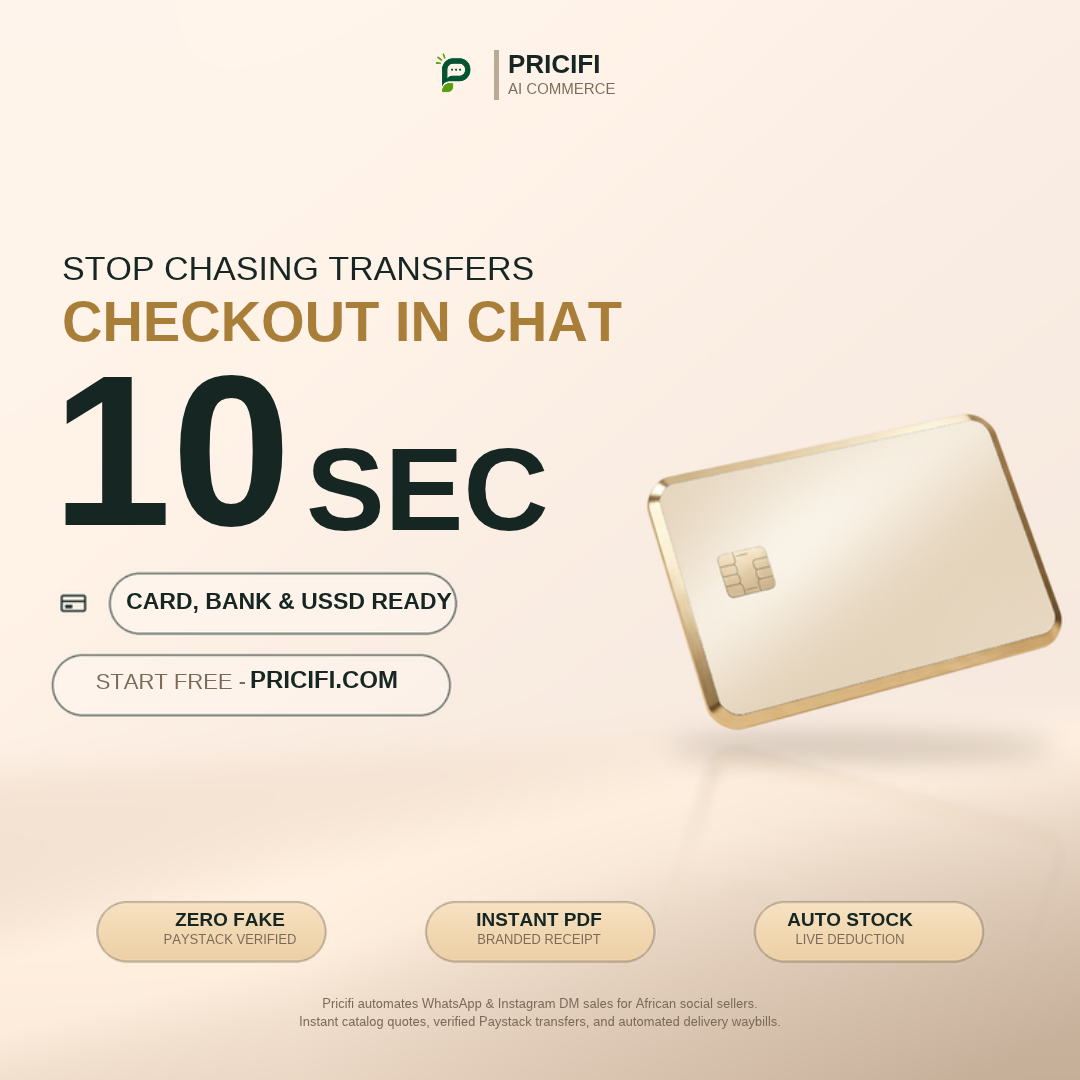 PRICIFI
AI COMMERCE
STOP CHASING TRANSFERS
CHECKOUT IN CHAT
10 SEC
CARD, BANK & USSD READY
START FREE - PRICIFI.COM
ZERO FAKE
PAYSTACK VERIFIED
INSTANT PDF
BRANDED RECEIPT
AUTO STOCK
LIVE DEDUCTION
Pricifi automates WhatsApp & Instagram DM sales for African social sellers.
Instant catalog quotes, verified Paystack transfers, and automated delivery waybills.